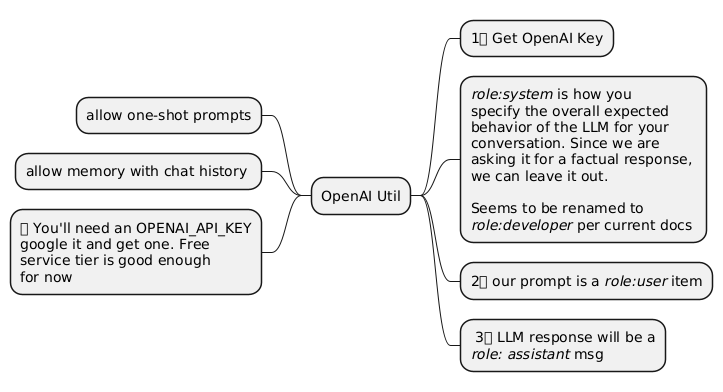 allow one-shot prompts
allow memory with chat history
You'll need an OPENAI_API_KEY
google it and get one. Free
service tier is good enough
for now
OpenAI Util
1 Get OpenAI Key
role:system is how you
specify the overall expected
behavior of the LLM for your
conversation. Since we are
asking it for a factual response,
we can leave it out.
Seems to be renamed to
role:developer per current docs
2 our prompt is a role:user item
3 LLM response will be a
role: assistant msg